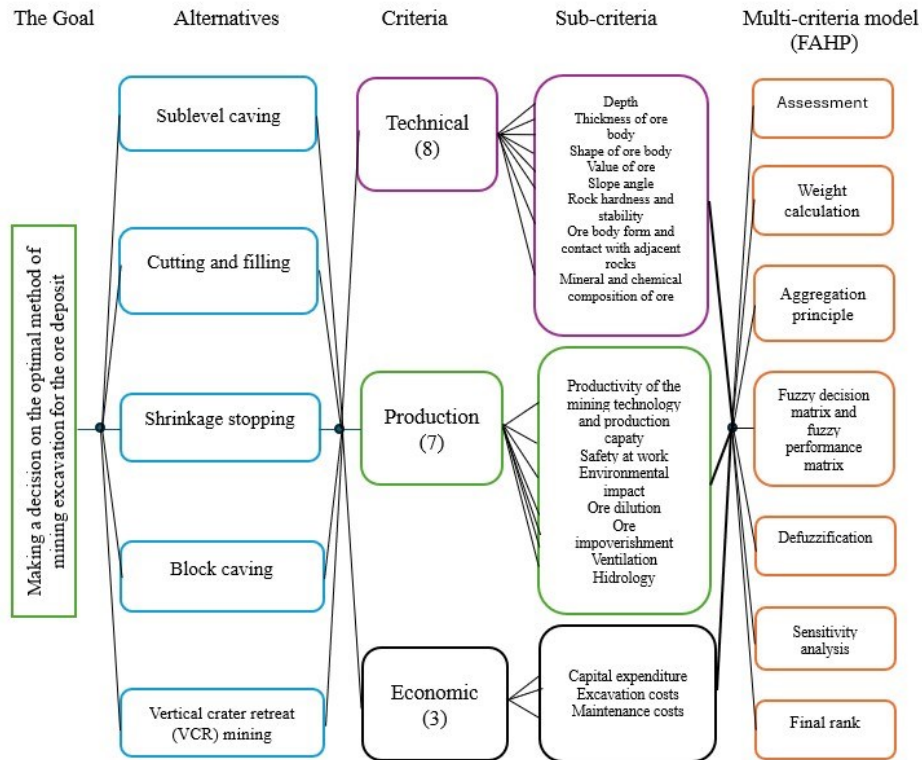 The Goal
Alternatives
Criteria
Sub-criteria
Multi-criteria model
(FAHP)
Making a decision on the optimal method of
mining excavation for the ore deposit
Sublevel caving
Cutting and filling
Shrinkage stopping
Block caving
Vertical crater retreat
(VCR) mining
Technical
(8)
Production
(7)
Economic
(3)
Depth
Thickness of ore
body
Shape of ore body
Value of ore
Slope angle
Rock hardness and
stability
Ore body form and
contact with adjacent
rocks
Mineral and chemical
composition of ore
Productivity of the
mining technology
and production
capaty
Safety at work
Environmental
impact
Ore dilution
Ore
impoverishment
Ventilation
Hidrology
Capital expenditure
Excavation costs
Maintenance costs
Assessment
Weight
calculation
Aggregation
principle
Fuzzy decision
matrix and
fuzzy
performance
matrix
Defuzzification
Sensitivity
analysis
Final rank